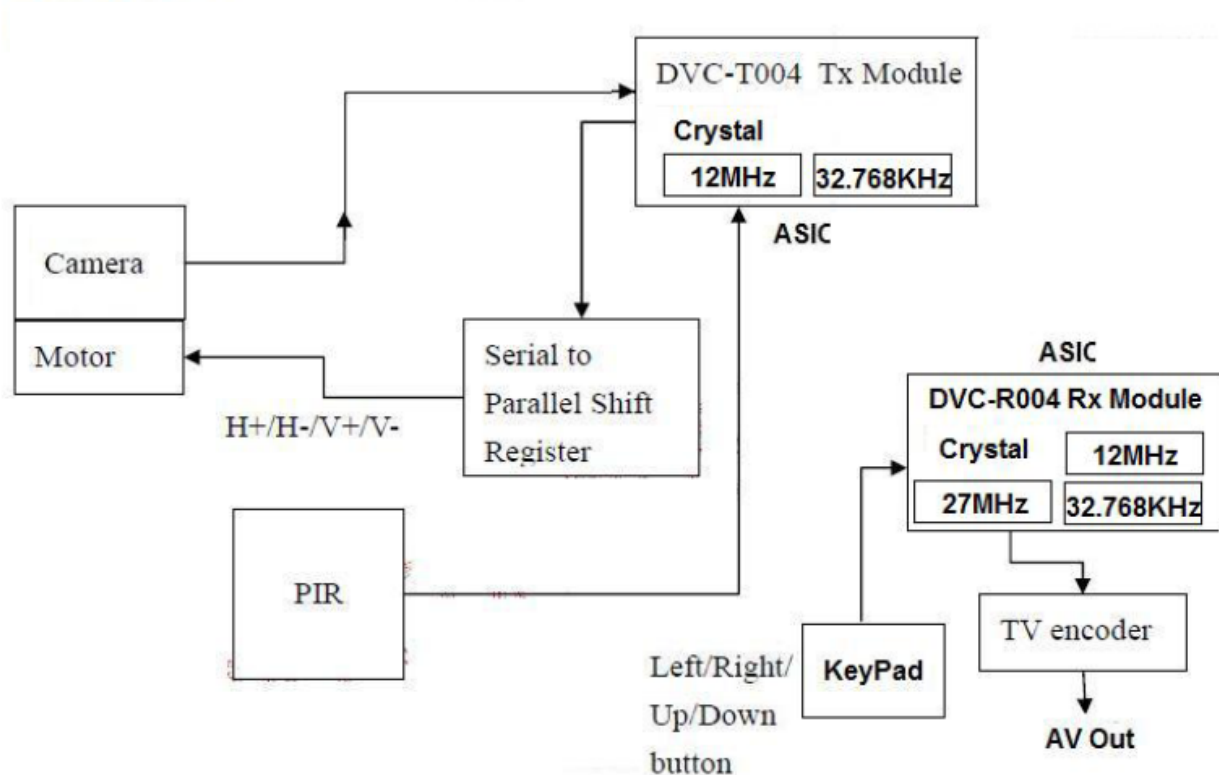 DVC-T004 Tx Module
Crystal
12MHz
32.768KHz
ASIC
Camera
Motor
H+/H-/V+/V-
Serial to
Parallel Shift
Register
PIR
ASIC
DVC-R004 Rx Module
Crystal
12MHz
27MHz
32.768KHz
TV encoder
AV Out
KeyPad
Left/Right/
Up/Down
button